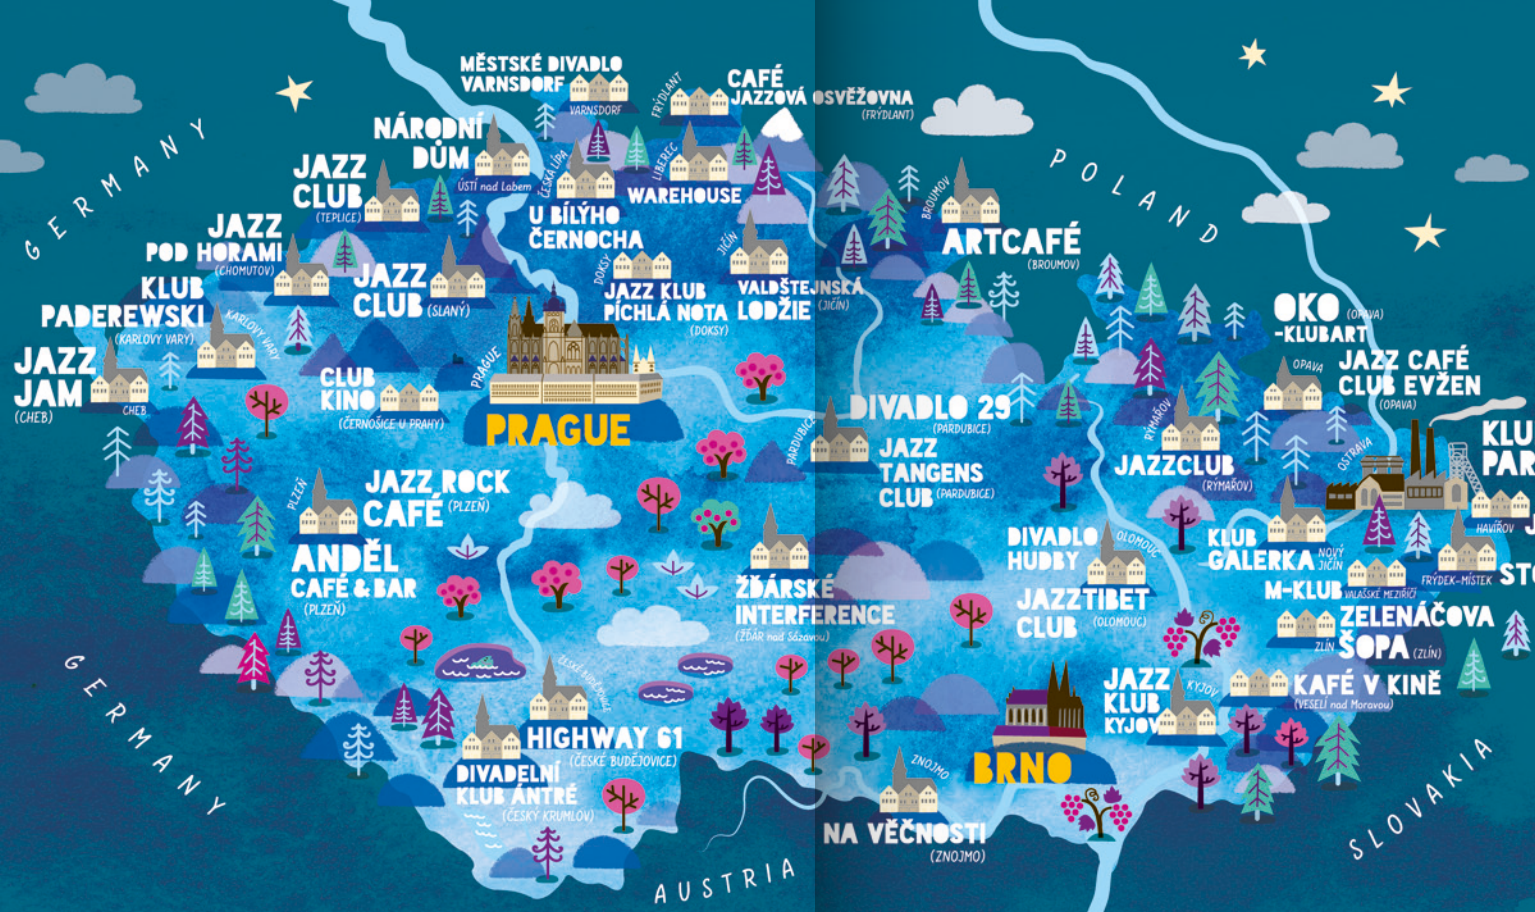 GERMANY
MĚSTSKÉ DIVADLO
VARNSDORF
VARNSDORF
FRÝDLANT
CAFÉ
JAZZOVÁ OSVĚŽOVNA
(FRÝDLANT)
NÁRODNÍ
DŮM
ÚSTÍ nad Labem
ČESKÁ LÍPA
LIBEREC
WAREHOUSE
JAZZ
CLUB
(TEPLICE)
U BÍLÝHO
ČERNOCHA
JAZZ
POD HORAMI
(CHOMUTOV)
JAZZ
CLUB (SLANÝ)
DOKSY
JAZZ KLUB
PÍCHLÁ NOTA
(DOKSY)
JIČÍN
VALDŠTEJNSKÁ
LODŽIE (JIČÍN)
BROUMOV
ARTCAFÉ
(BROUMOV)
POLAND
KLUB
PADEREWSKI
(KARLOVY VARY)
KARLOVY VARY
JAZZ
JAM
(CHEB)
CHEB
CLUB
KINO
(ČERNOŠICE U PRAHY)
PRAGUE
PRAGUE
OKO (OPAVA)
-KLUBART
OPAVA
JAZZ CAFÉ
CLUB EVŽEN
(OPAVA)
PARDUBICE
DIVADLO 29
(PARDUBICE)
JAZZ
TANGENS
CLUB (PARDUBICE)
RÝMAŘOV
JAZZCLUB
(RÝMAŘOV)
OSTRAVA
KLU
PAR
HAVÍŘOV
J
PLZEŇ
JAZZ ROCK
CAFÉ (PLZEŇ)
ANDĚL
CAFÉ & BAR
(PLZEŇ)
DIVADLO
HUDBY
OLOMOUC
JAZZTIBET
CLUB (OLOMOUC)
KLUB
GALERKA
NOVÝ
JIČÍN
FRÝDEK-MÍSTEK
STO
M-KLUB
VALAŠSKÉ MEZIŘÍČÍ
ŽĎÁRSKÉ
INTERFERENCE
(ŽĎÁR nad Sázavou)
ZLÍN
ZELENÁČOVA
ŠOPA (ZLÍN)
GERMANY
ČESKÉ BUDĚJOVICE
HIGHWAY 61
(ČESKÉ BUDĚJOVICE)
DIVADELNÍ
KLUB ANTRÉ
(ČESKÝ KRUMLOV)
JAZZ
KLUB
KYJOV
KYJOV
KAFÉ V KINĚ
(VESELÍ nad Moravou)
BRNO
ZNOJMO
NA VĚČNOSTI
(ZNOJMO)
SLOVAKIA
AUSTRIA